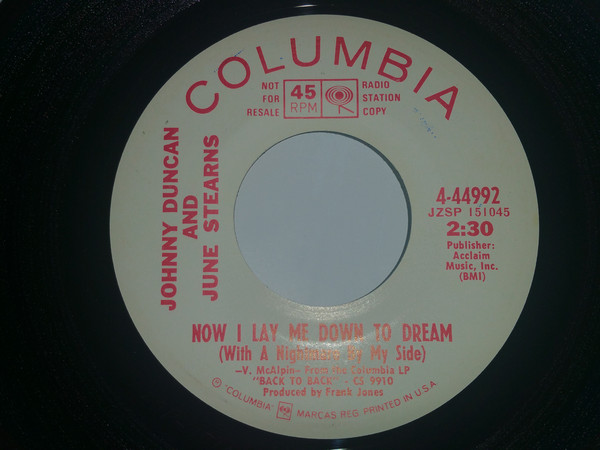 COLUMBIA
NOT
FOR
RESALE
45
RPM
RADIO
STATION
COPY
JOHNNY DUNCAN
AND
JUNE STEARNS
4-44992
JZSP 151045
2:30
Publisher:
Acclaim
Music, Inc.
(BMI)
NOW I LAY ME DOWN TO DREAM
(With A Nightmare By My Side)
-V. McAlpin- From the Columbia LP
"BACK TO BACK" - CS 9910
Produced by Frank Jones
"COLUMBIA" MARCAS REG. PRINTED IN U.S.A.